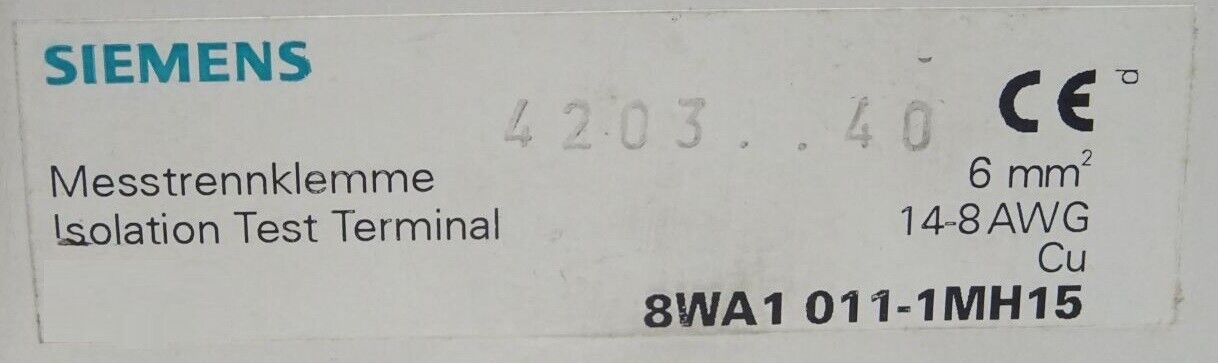 SIEMENS
4203..40
CE
d
Messtrennklemme
Isolation Test Terminal
6 mm²
14-8 AWG
Cu
8WA1 011-1MH15